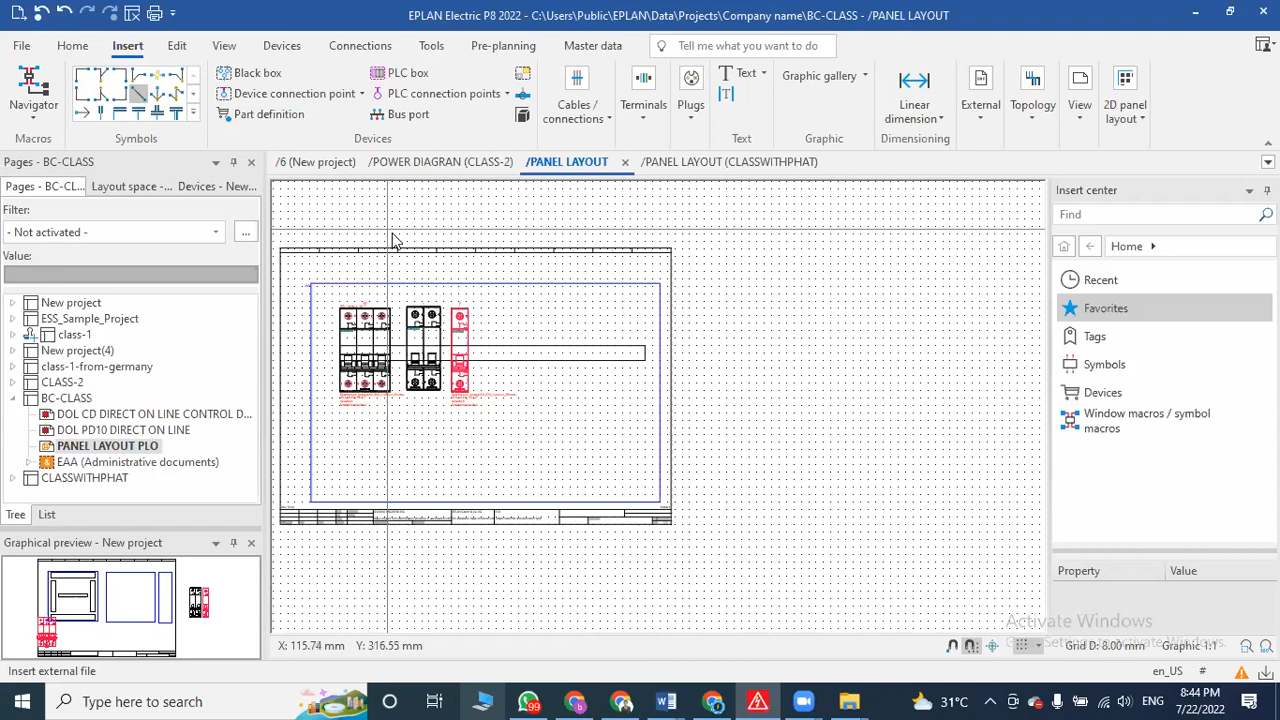 EPLAN Electric P8 2022 - C:\Users\Public\EPLAN\Data\Projects\Company name\BC-CLASS - /PANEL LAYOUT
File Home Insert Edit View Devices Connections Tools Pre-planning Master data Tell me what you want to do
Navigator
Macros
Symbols
Black box
Device connection point
Part definition
PLC box
PLC connection points
Bus port
Devices
Cables / connections
Terminals
Plugs
Text
Text
Graphic gallery
Graphic
Linear dimension
Dimensioning
External
Topology
View
2D panel layout
Pages - BC-CLASS
/6 (New project) /POWER DIAGRAN (CLASS-2) /PANEL LAYOUT /PANEL LAYOUT (CLASSWITHPHAT)
Pages - BC-CL... Layout space -... Devices - New...
Filter:
- Not activated -
...
Value:
New project
ESS_Sample_Project
class-1
New project(4)
class-1-from-germany
CLASS-2
BC-CLASS
DOL CD DIRECT ON LINE CONTROL D...
DOL PD10 DIRECT ON LINE
PANEL LAYOUT PLO
EAA (Administrative documents)
CLASSWITHPHAT
Tree List
Graphical preview - New project
Insert center
Find
Home
Recent
Favorites
Tags
Symbols
Devices
Window macros / symbol macros
Property Value
Activate Windows
Go to Settings to activate Windows.
X: 115.74 mm Y: 316.55 mm
Grid D: 8.00 mm Graphic 1:1
Insert external file
en_US #
Type here to search
99
31°C
ENG
8:44 PM
7/22/2022